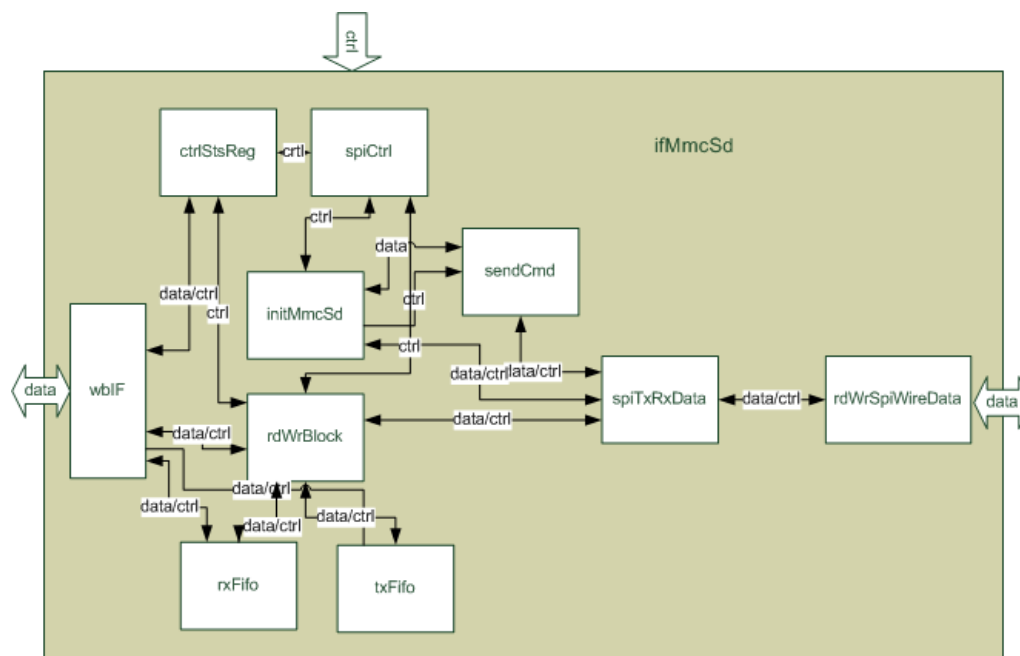 ctrl
ctrlStsReg
crtl
spiCtrl
ifMmcSd
ctrl
data
sendCmd
data/ctrl
ctrl
initMmcSd
ctrl
ctrl
data/ctrl
data/ctrl
data
wbIF
spiTxRxData
data/ctrl
rdWrSpiWireData
data
data/ctrl
rdWrBlock
data/ctrl
data/ctrl
data/ctrl
data/ctrl
data/ctrl
rxFifo
txFifo